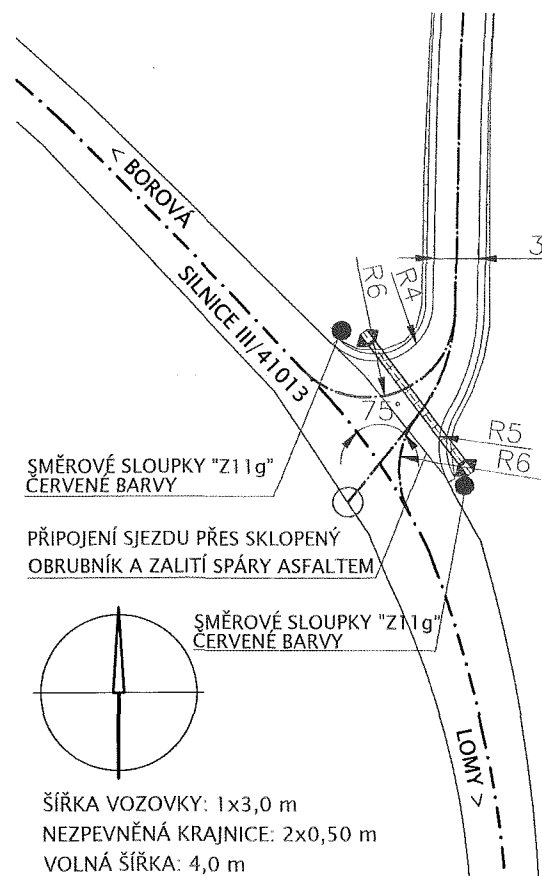 < BOROVÁ
SILNICE III/41013
3
R6
R4
75°
R5
R6
SMĚROVÉ SLOUPKY "Z11g"
ČERVENÉ BARVY
PŘIPOJENÍ SJEZDU PŘES SKLOPENÝ
OBRUBNÍK A ZALITÍ SPÁRY ASFALTEM
SMĚROVÉ SLOUPKY "Z11g"
ČERVENÉ BARVY
LOMY >
ŠÍŘKA VOZOVKY: 1x3,0 m
NEZPEVNĚNÁ KRAJNICE: 2x0,50 m
VOLNÁ ŠÍŘKA: 4,0 m